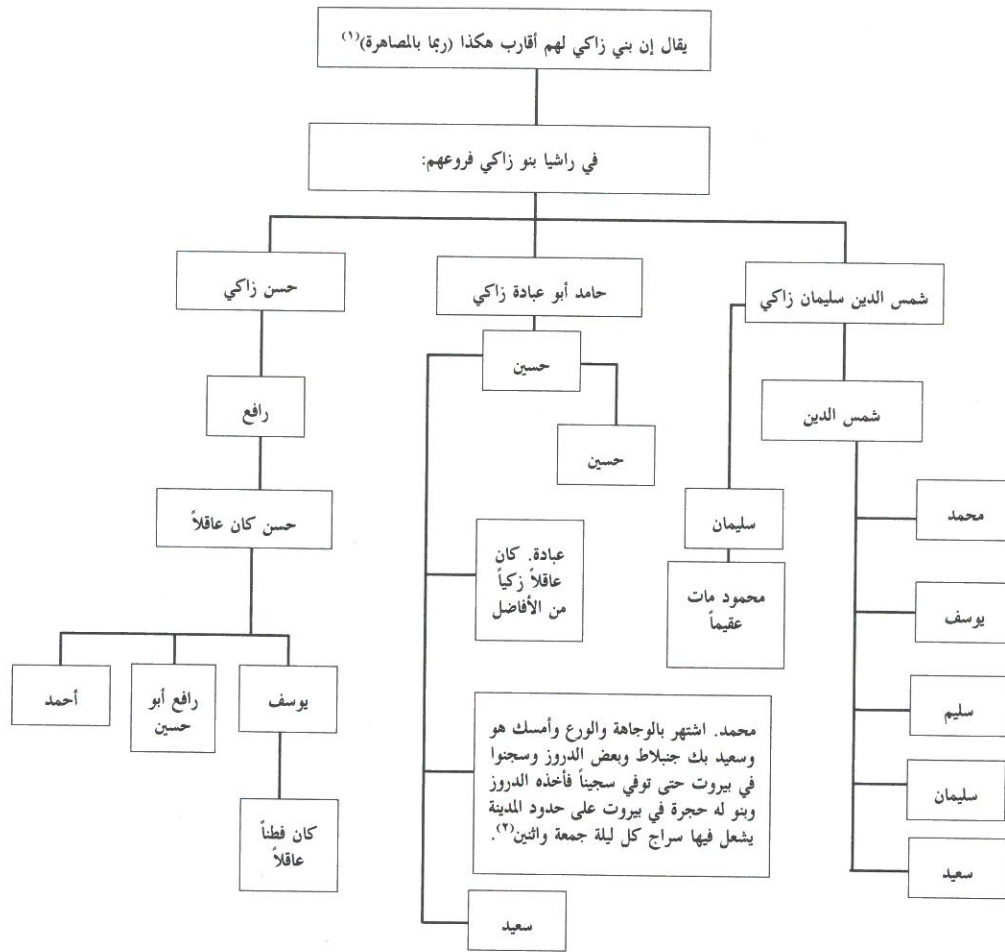 يقال إن بني زاكي لهم أقارب هكذا (ربما بالمصاهرة)(١)
في راشيا بنو زاكي فروعهم:
شمس الدين سليمان زاكي
حامد أبو عبادة زاكي
حسن زاكي
حسين
شمس الدين
رافع
حسين
محمد
سليمان
حسن كان عاقلاً
عبادة. كان
عاقلاً زكياً
من الأفاضل
محمود مات
عقيماً
يوسف
يوسف
رافع أبو
حسين
أحمد
سليم
محمد. اشتهر بالوجاهة والورع وأمسك هو
وسعيد بك جنبلاط وبعض الدروز وسجنوا
في بيروت حتى توفي سجيناً فأخذه الدروز
وبنو له حجرة في بيروت على حدود المدينة
يشعل فيها سراج كل ليلة جمعة واثنين(٢).
سليمان
كان فطناً
عاقلاً
سعيد
سعيد